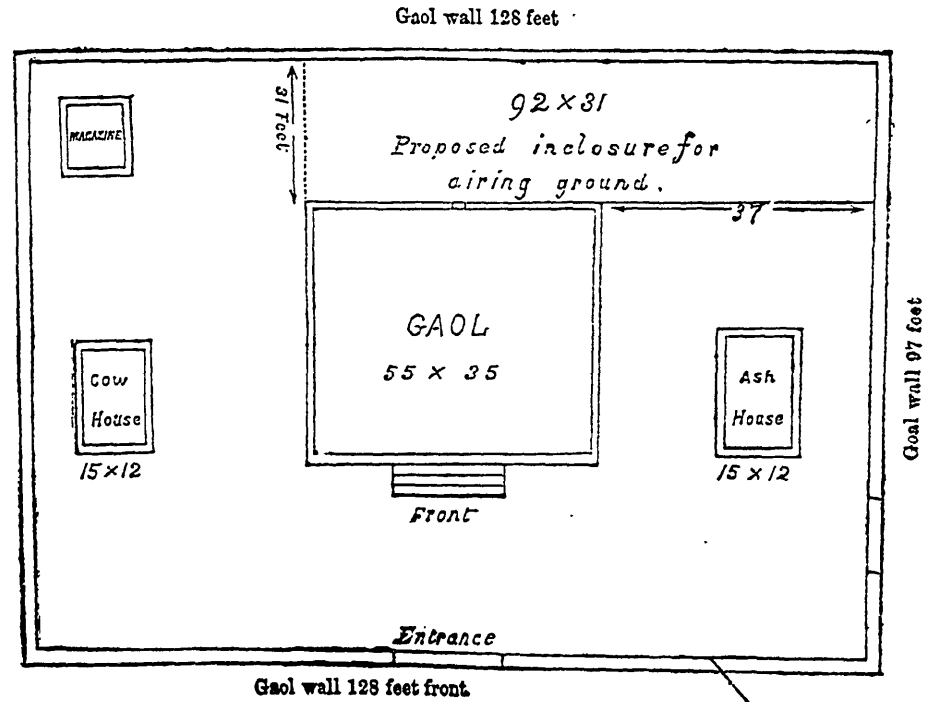 Gaol wall 128 feet
MAGAZINE
31 Feet
92 × 31
Proposed inclosure for
airing ground.
37
GAOL
55 × 35
Cow
House
15 × 12
Ash
House
15 × 12
Goal wall 97 feet
Front
Entrance
Gaol wall 128 feet front.